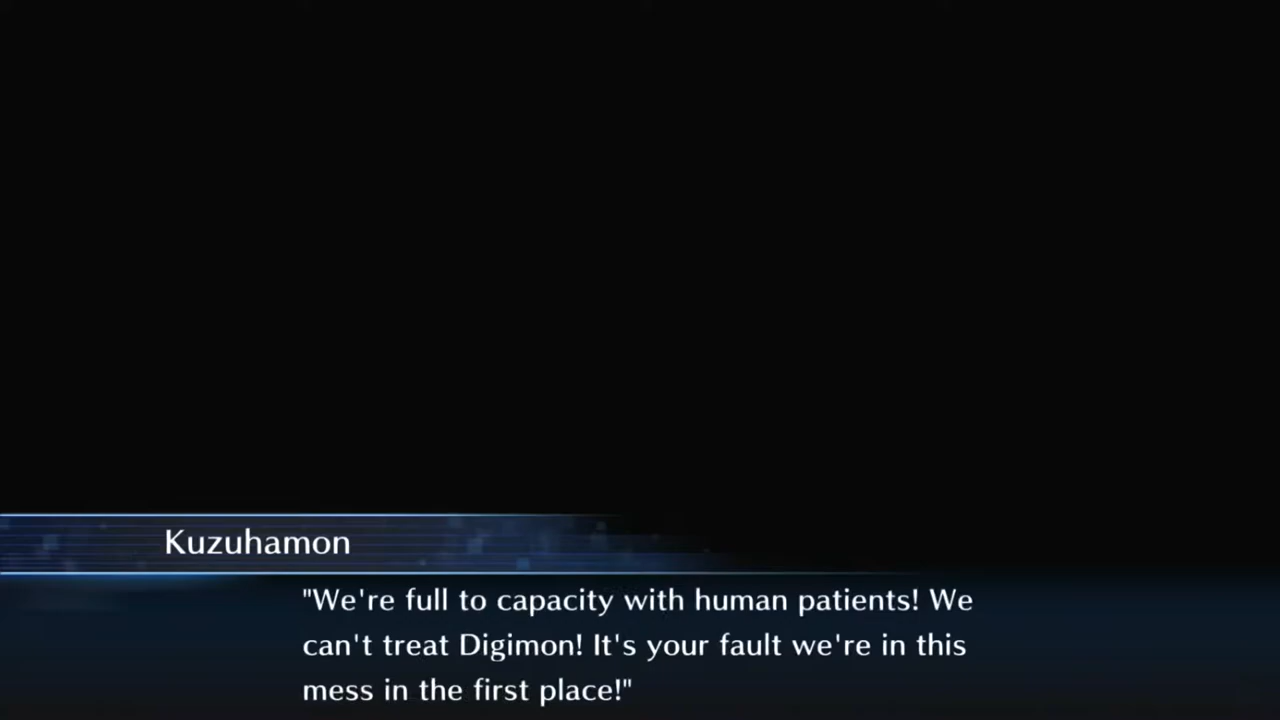 Kuzuhamon
"We're full to capacity with human patients! We
can't treat Digimon! It's your fault we're in this
mess in the first place!"